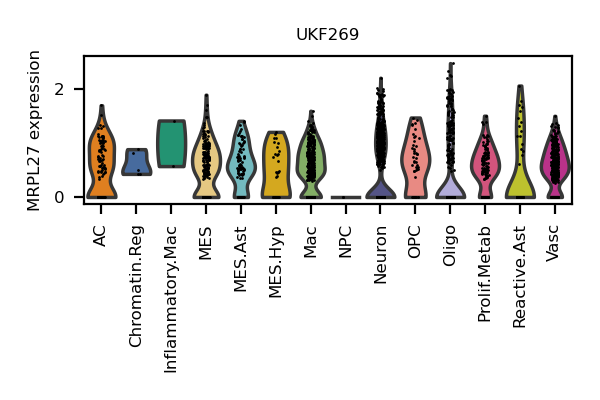 UKF269
MRPL27 expression
2
0
AC
Chromatin.Reg
Inflammatory.Mac
MES
MES.Ast
MES.Hyp
Mac
NPC
Neuron
OPC
Oligo
Prolif.Metab
Reactive.Ast
Vasc